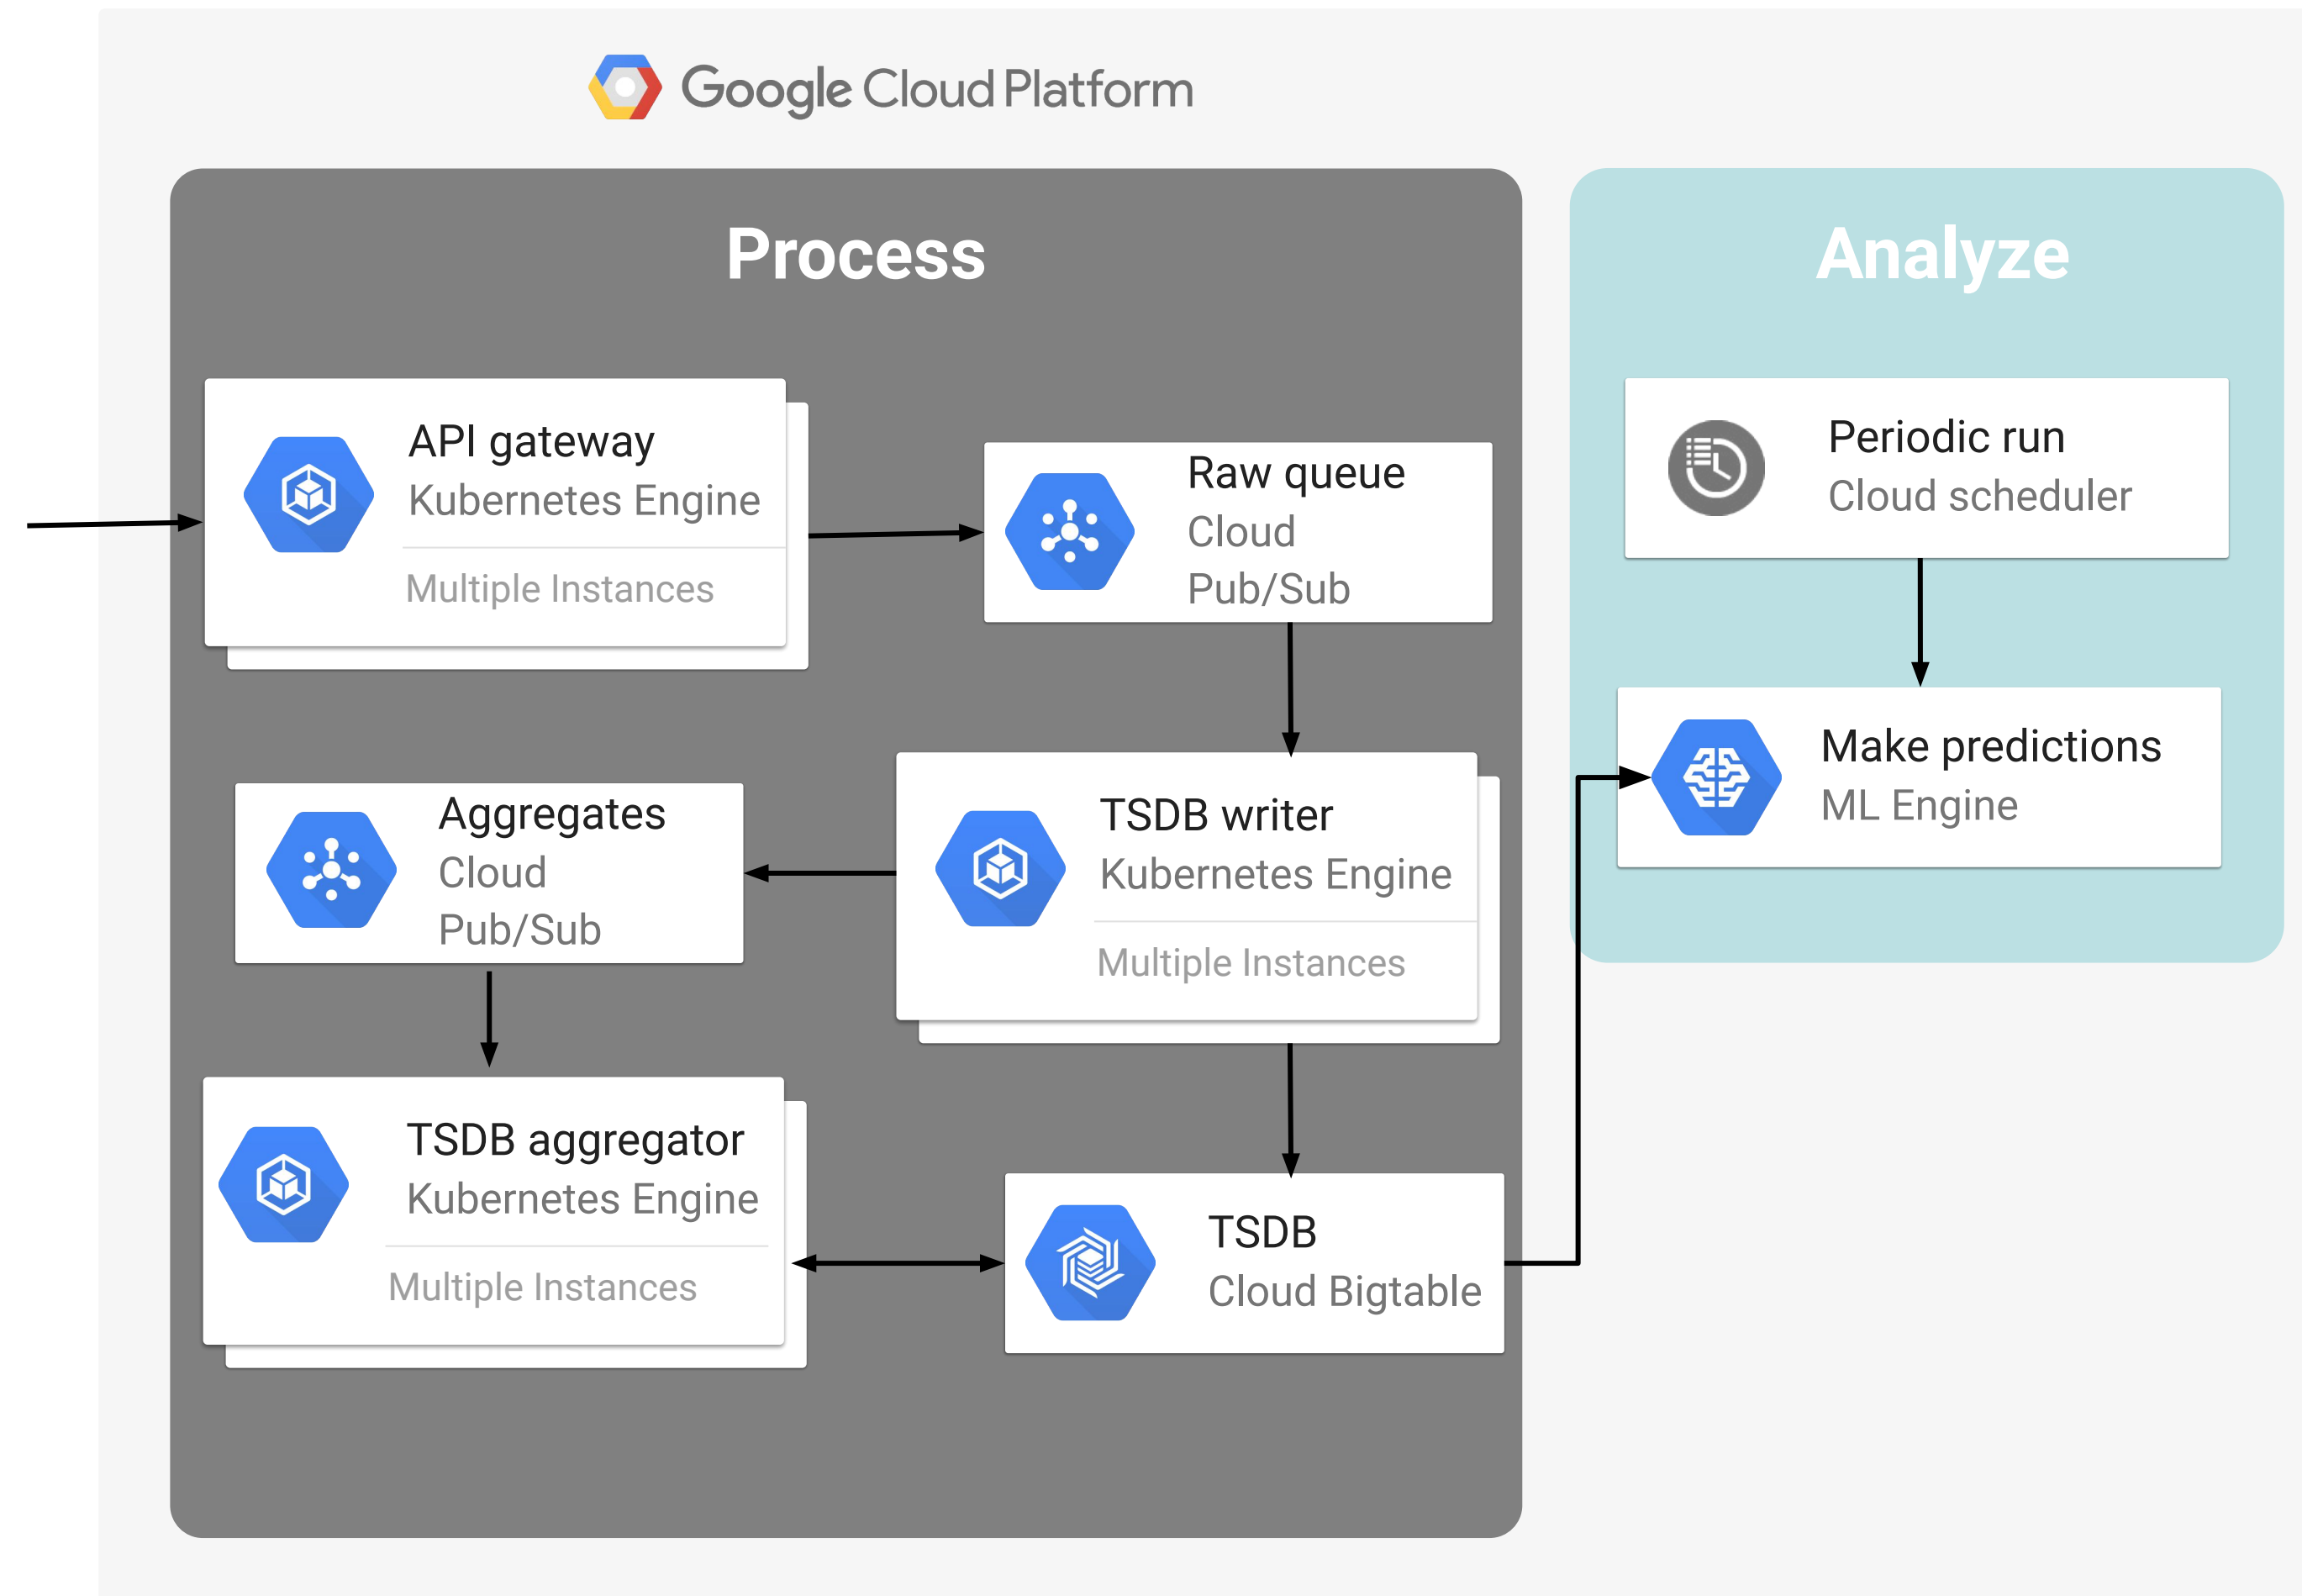 Google Cloud Platform
Process
API gateway
Kubernetes Engine
Multiple Instances
Raw queue
Cloud
Pub/Sub
Aggregates
Cloud
Pub/Sub
TSDB writer
Kubernetes Engine
Multiple Instances
TSDB aggregator
Kubernetes Engine
Multiple Instances
TSDB
Cloud Bigtable
Analyze
Periodic run
Cloud scheduler
Make predictions
ML Engine